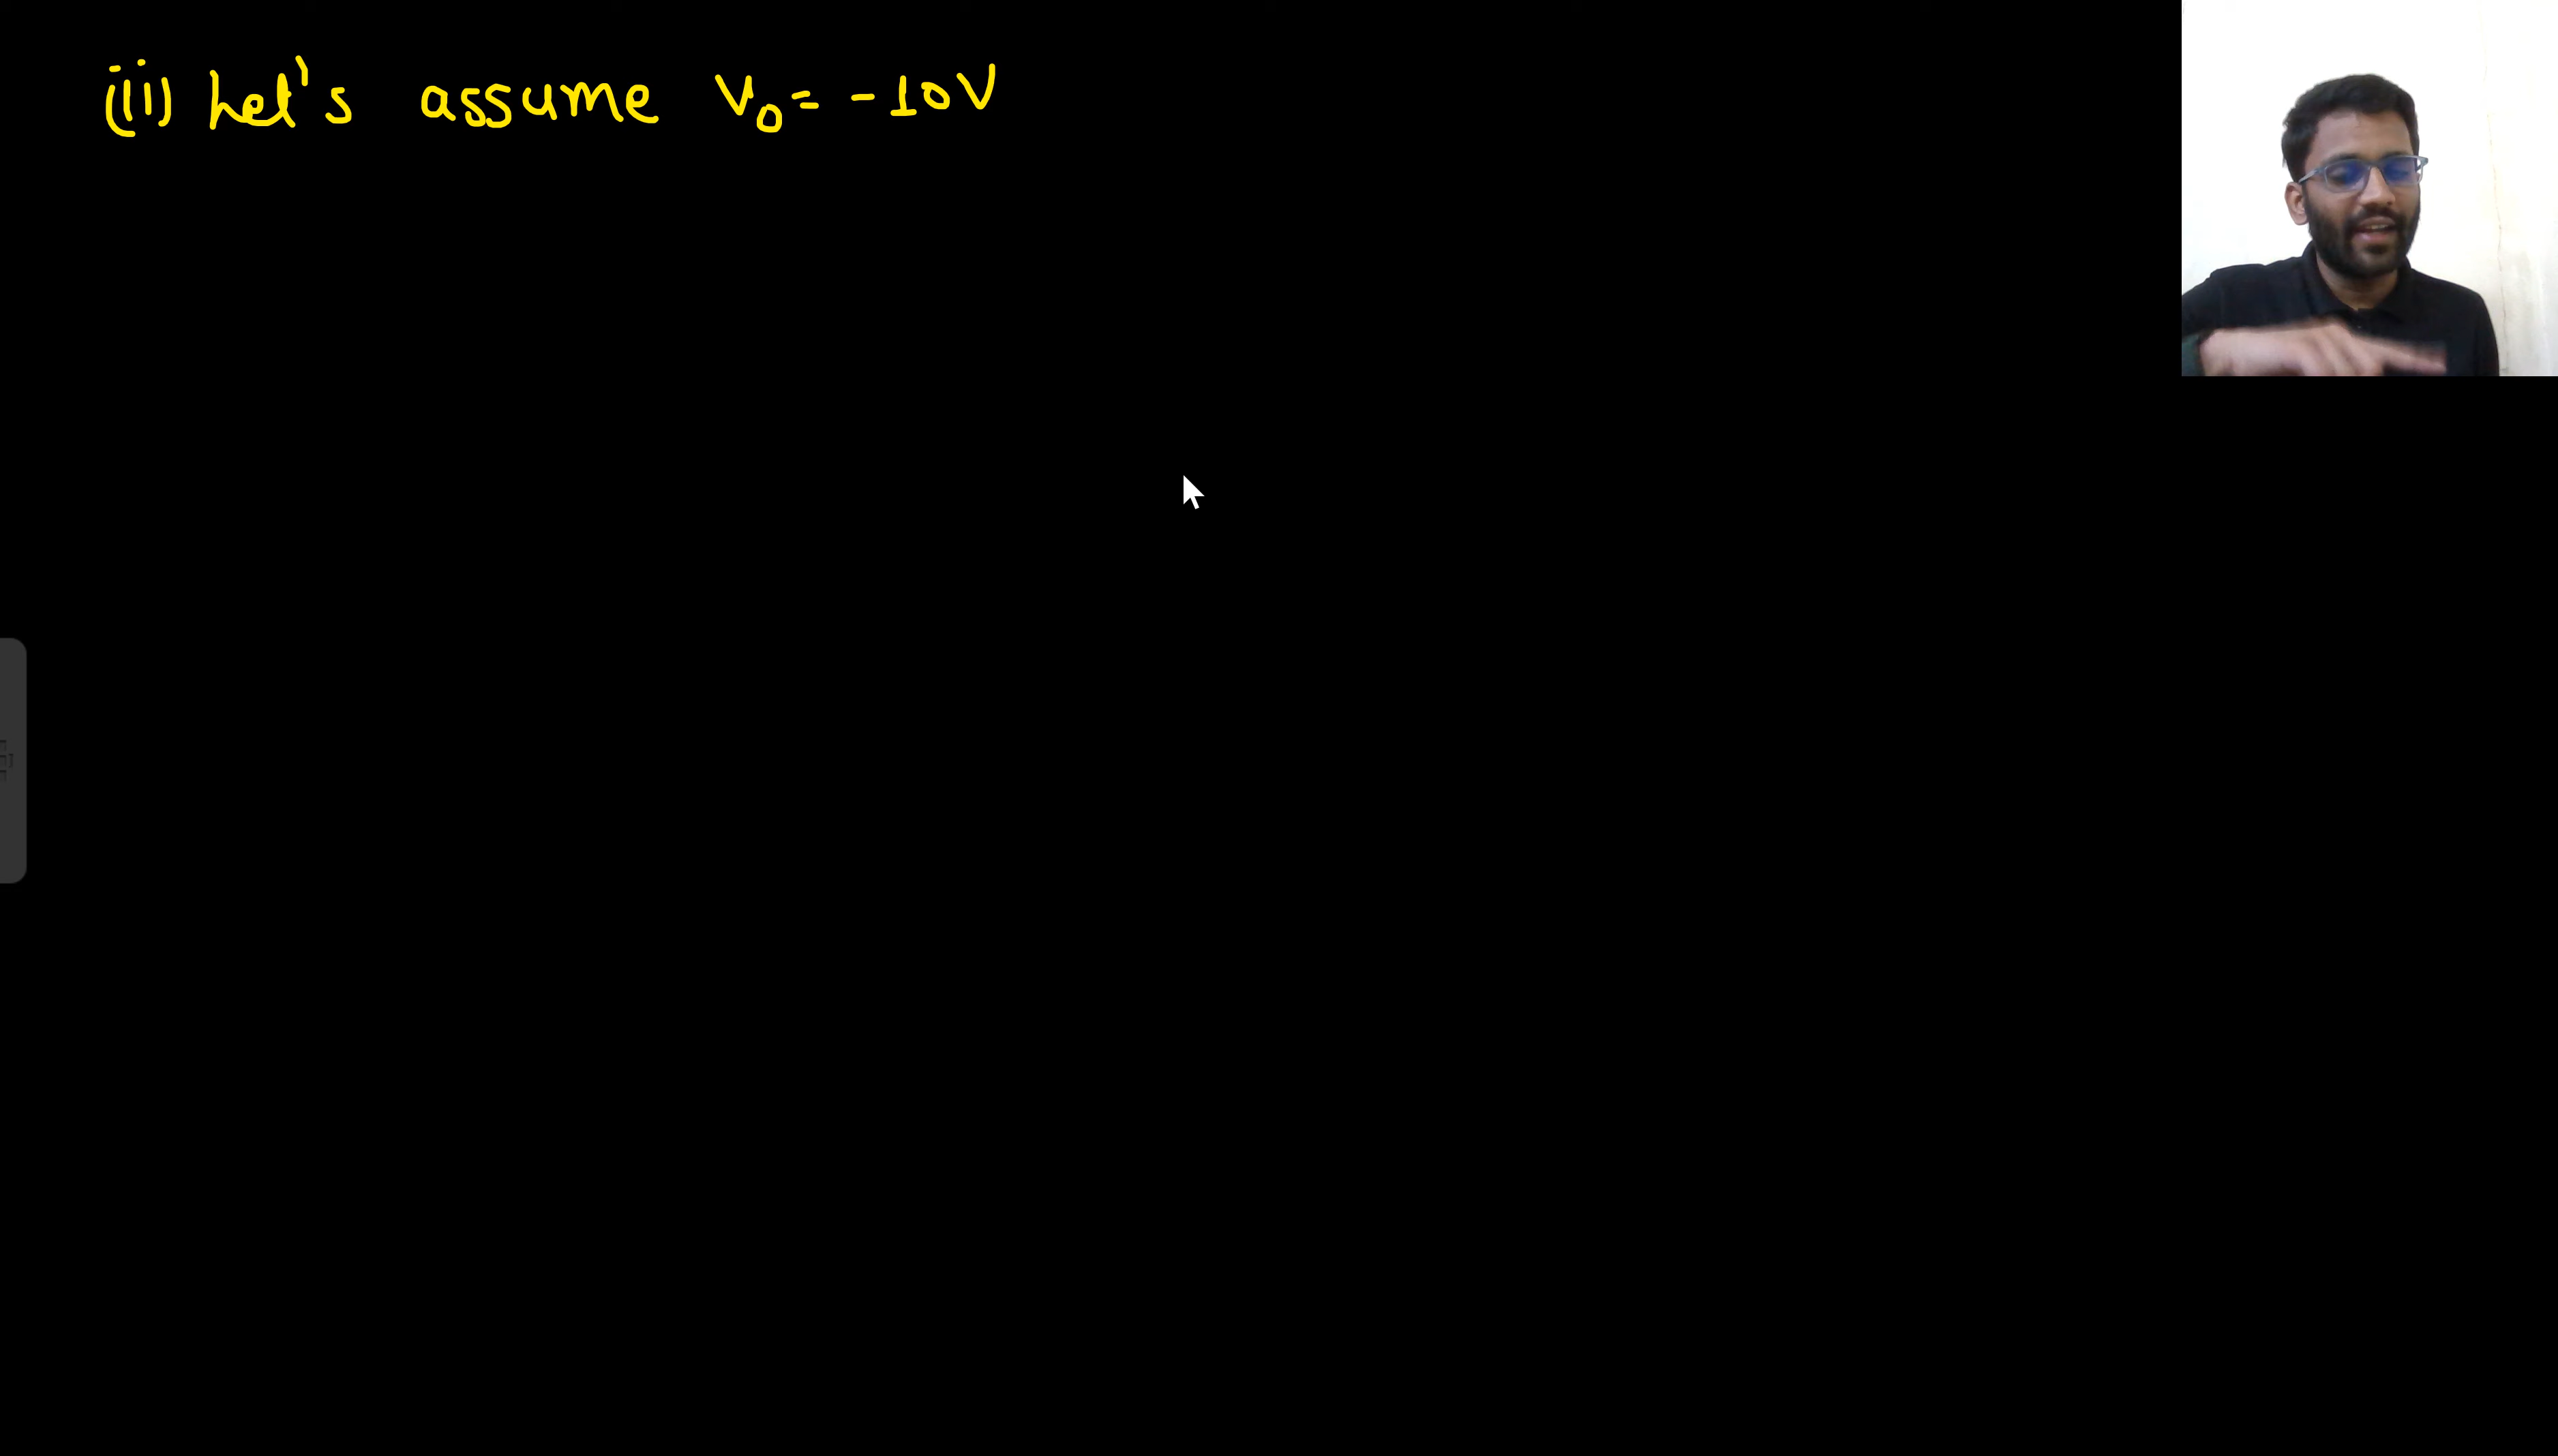 (ii) Let's assume V₀ = -10V